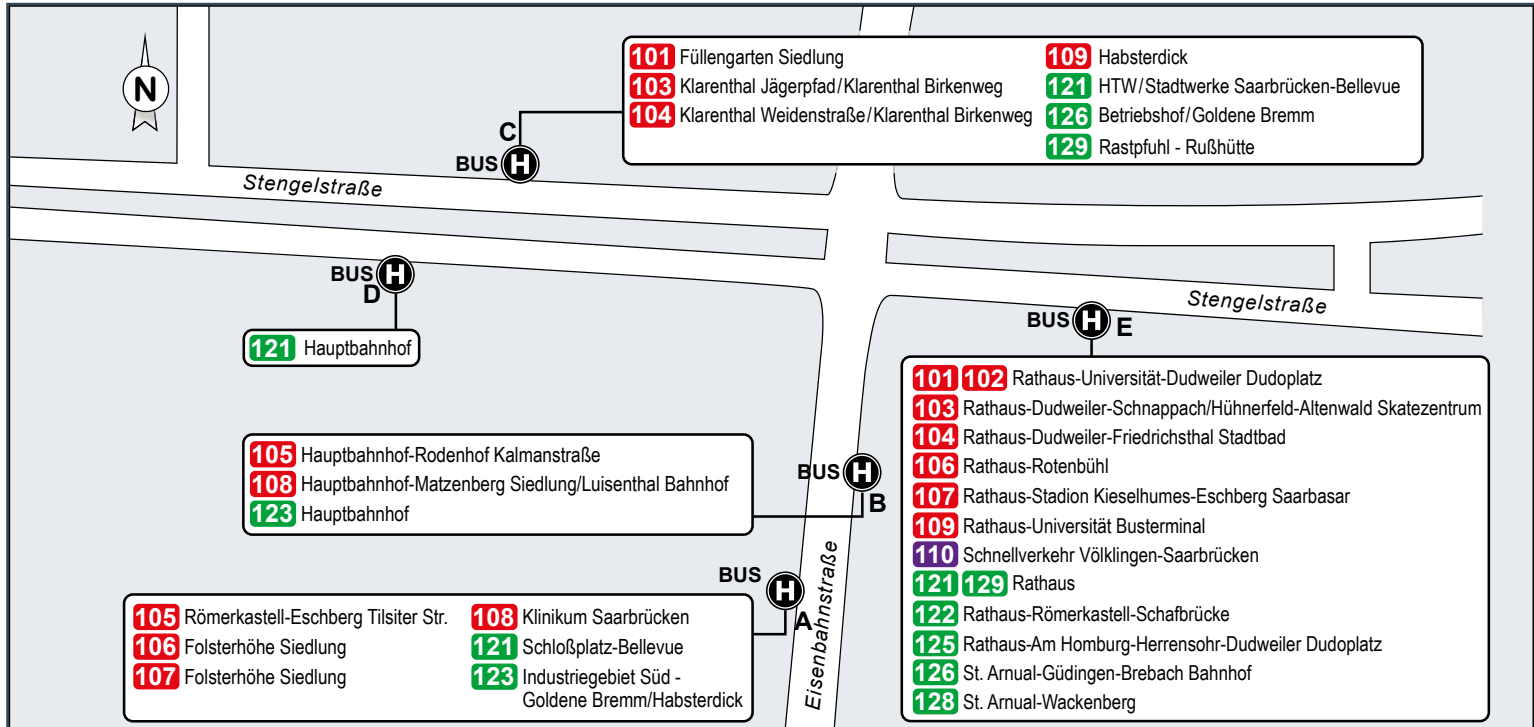 N
101 Füllengarten Siedlung
103 Klarenthal Jägerpfad/Klarenthal Birkenweg
104 Klarenthal Weidenstraße/Klarenthal Birkenweg
109 Habsterdick
121 HTW/Stadtwerke Saarbrücken-Bellevue
126 Betriebshof/Goldene Bremm
129 Rastpfuhl - Rußhütte
C
BUS H
Stengelstraße
BUS H
D
121 Hauptbahnhof
Stengelstraße
BUS H E
101 102 Rathaus-Universität-Dudweiler Dudoplatz
103 Rathaus-Dudweiler-Schnappach/Hühnerfeld-Altenwald Skatezentrum
104 Rathaus-Dudweiler-Friedrichsthal Stadtbad
106 Rathaus-Rotenbühl
107 Rathaus-Stadion Kieselhumes-Eschberg Saarbasar
109 Rathaus-Universität Busterminal
110 Schnellverkehr Völklingen-Saarbrücken
121 129 Rathaus
122 Rathaus-Römerkastell-Schafbrücke
125 Rathaus-Am Homburg-Herrensohr-Dudweiler Dudoplatz
126 St. Arnual-Güdingen-Brebach Bahnhof
128 St. Arnual-Wackenberg
105 Hauptbahnhof-Rodenhof Kalmanstraße
108 Hauptbahnhof-Matzenberg Siedlung/Luisenthal Bahnhof
123 Hauptbahnhof
BUS H
B
Eisenbahnstraße
BUS H
A
105 Römerkastell-Eschberg Tilsiter Str.
106 Folsterhöhe Siedlung
107 Folsterhöhe Siedlung
108 Klinikum Saarbrücken
121 Schloßplatz-Bellevue
123 Industriegebiet Süd -
Goldene Bremm/Habsterdick